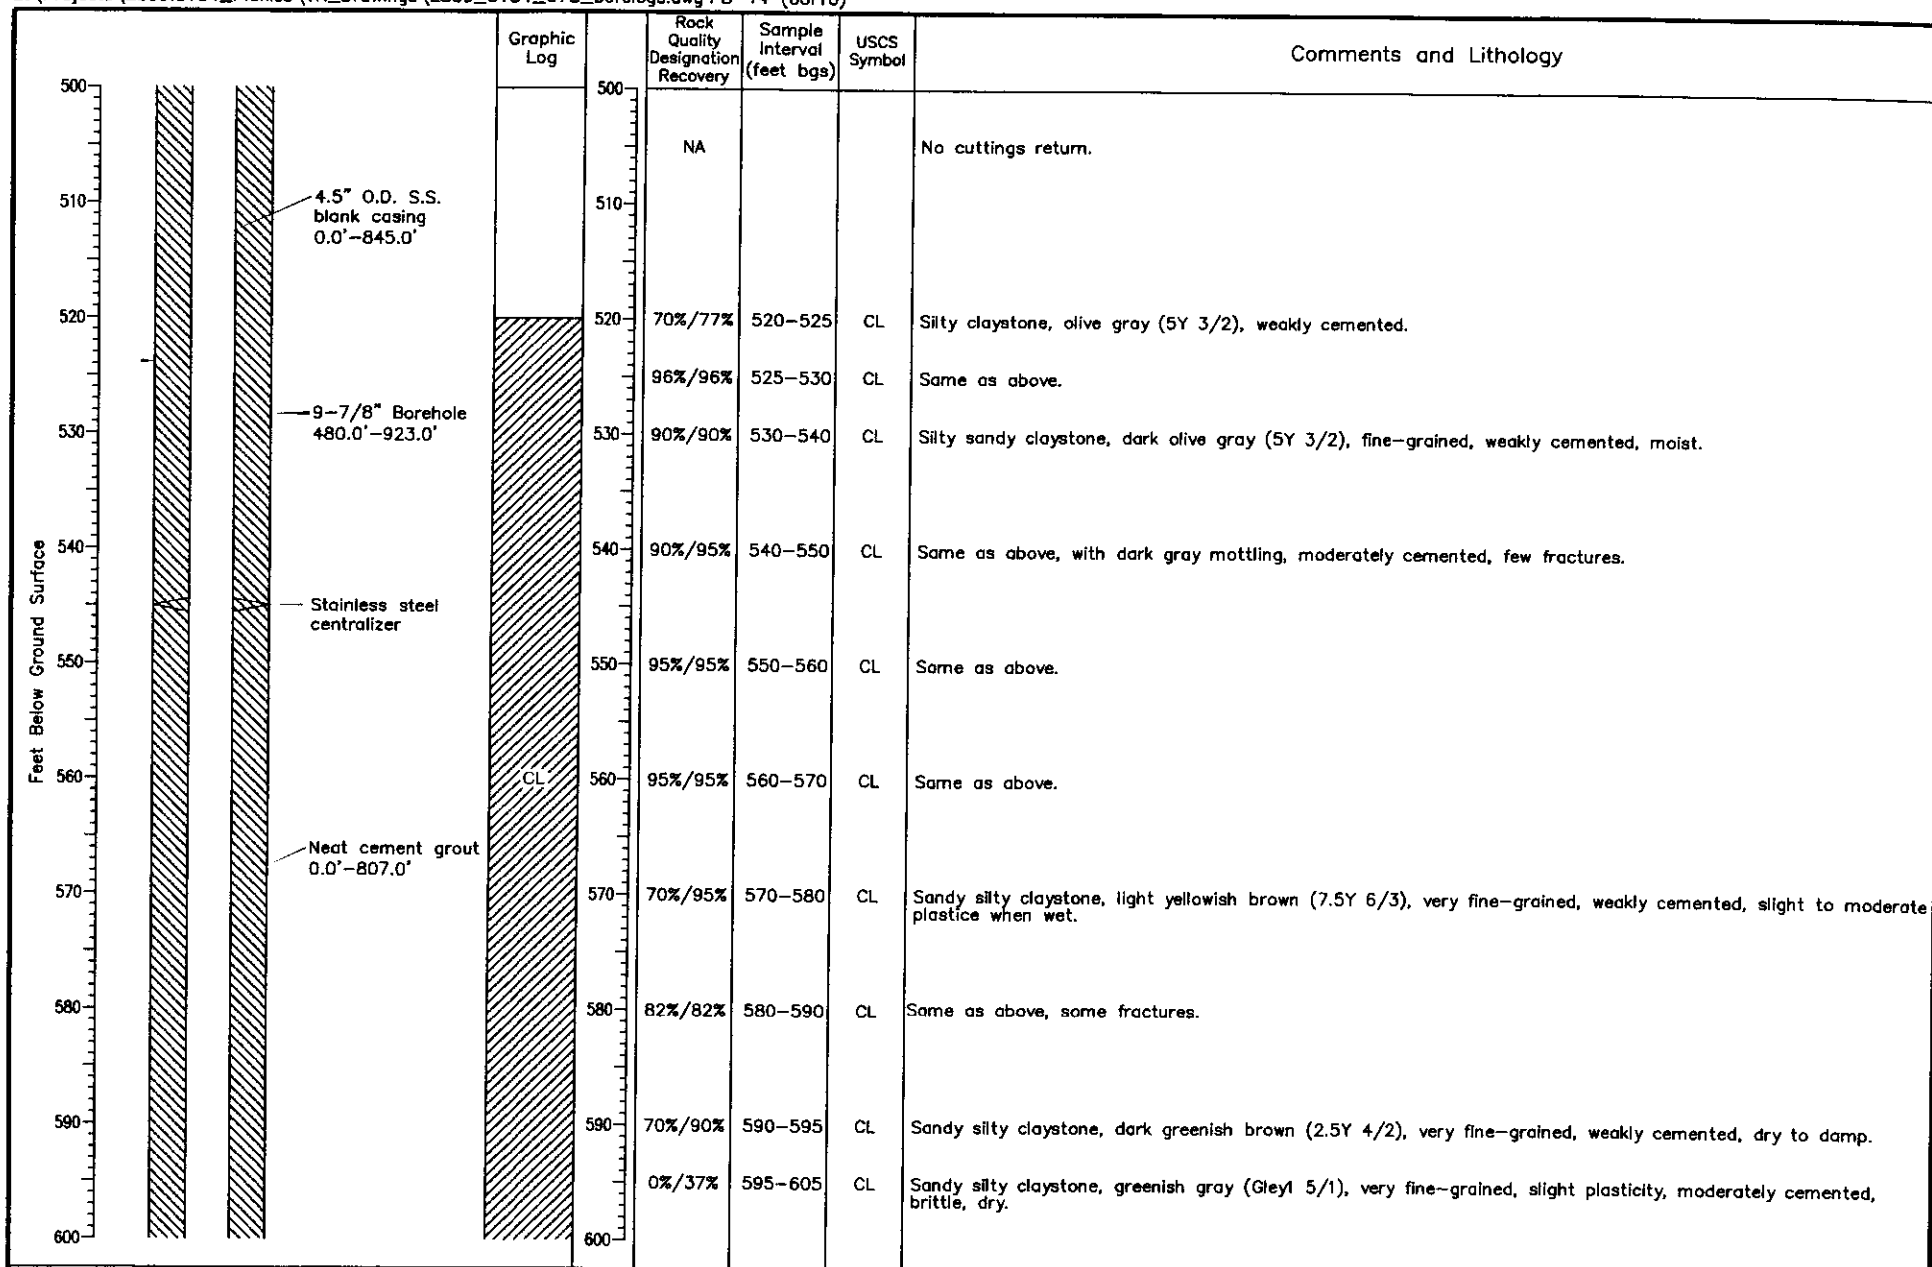 Graphic
Log
Rock
Quality
Designation
Recovery
Sample
Interval
(feet bgs)
USCS
Symbol
Comments and Lithology
Feet Below Ground Surface
500
510
520
530
540
550
560
570
580
590
600
4.5" O.D. S.S.
blank casing
0.0'-845.0'
9-7/8" Borehole
480.0'-923.0'
Stainless steel
centralizer
Neat cement grout
0.0'-807.0'
CL
500
510
520
530
540
550
560
570
580
590
600
NA No cuttings return.
70%/77% 520-525 CL Silty claystone, olive gray (5Y 3/2), weakly cemented.
96%/96% 525-530 CL Same as above.
90%/90% 530-540 CL Silty sandy claystone, dark olive gray (5Y 3/2), fine-grained, weakly cemented, moist.
90%/95% 540-550 CL Same as above, with dark gray mottling, moderately cemented, few fractures.
95%/95% 550-560 CL Same as above.
95%/95% 560-570 CL Same as above.
70%/95% 570-580 CL Sandy silty claystone, light yellowish brown (7.5Y 6/3), very fine-grained, weakly cemented, slight to moderate
plastice when wet.
82%/82% 580-590 CL Same as above, some fractures.
70%/90% 590-595 CL Sandy silty claystone, dark greenish brown (2.5Y 4/2), very fine-grained, weakly cemented, dry to damp.
0%/37% 595-605 CL Sandy silty claystone, greenish gray (Gley1 5/1), very fine-grained, slight plasticity, moderately cemented,
brittle, dry.